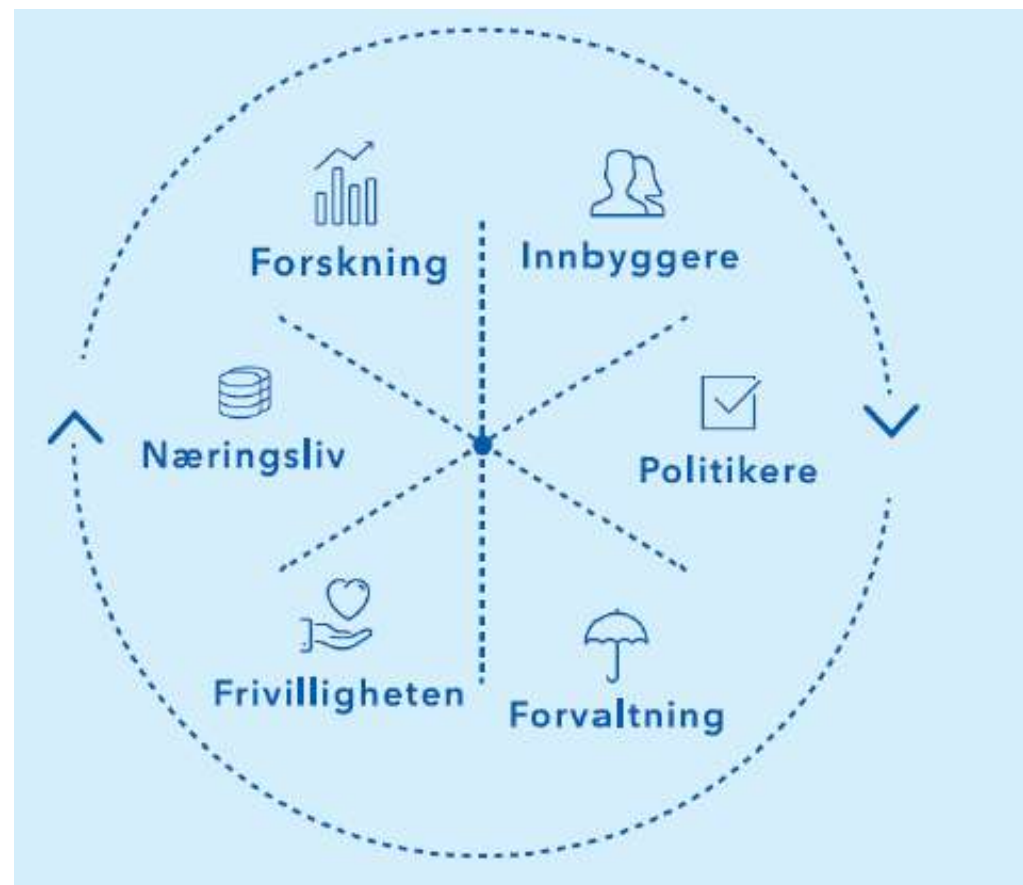 Forskning
Innbyggere
Næringsliv
Politikere
Frivilligheten
Forvaltning